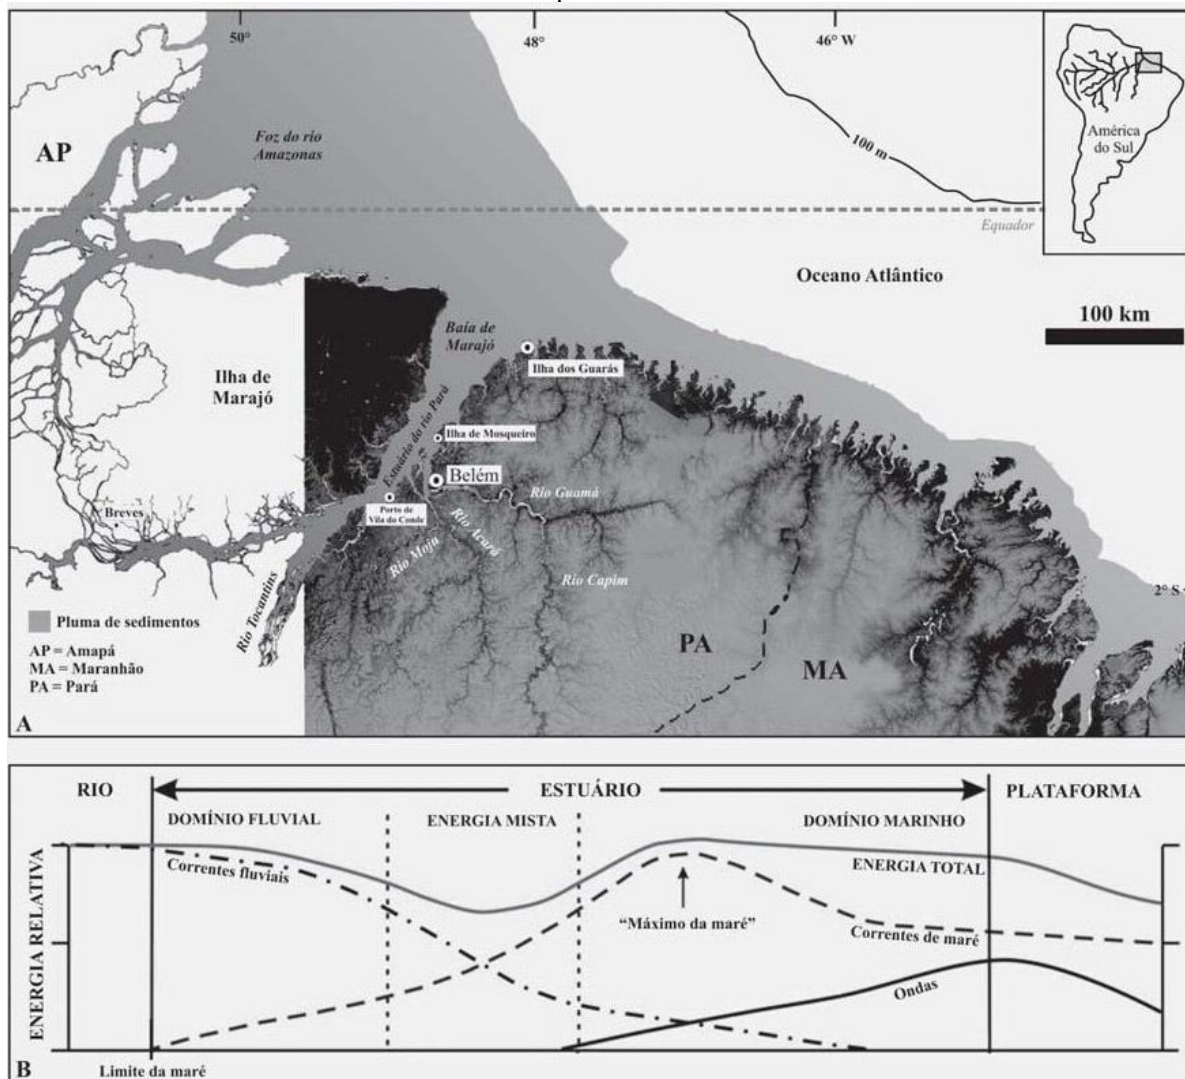 50°
48°
46° W
AP
Foz do rio
Amazonas
100 m
América
do Sul
Equador
Oceano Atlântico
100 km
Baía de
Marajó
Ilha dos Guarás
Ilha de
Marajó
Estuário do rio Pará
Ilha de Mosqueiro
Belém
Breves
Porto de
Vila do Conde
Rio Guamá
Rio Acará
Rio Moju
Rio Capim
Rio Tocantins
2° S
Pluma de sedimentos
AP = Amapá
MA = Maranhão
PA = Pará
PA
MA
A
RIO
ESTUÁRIO
PLATAFORMA
DOMÍNIO FLUVIAL
ENERGIA MISTA
DOMÍNIO MARINHO
Correntes fluviais
ENERGIA TOTAL
“Máximo da maré”
Correntes de maré
Ondas
ENERGIA RELATIVA
B
Limite da maré